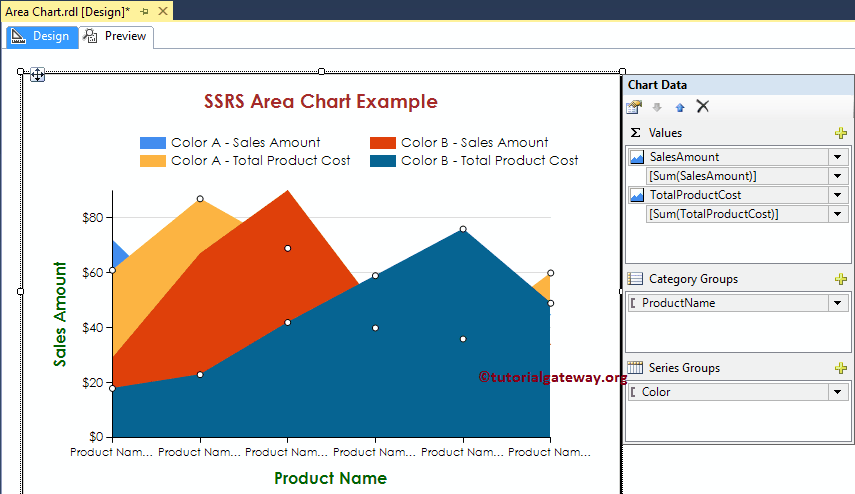 Area Chart.rdl [Design]*
Design
Preview
SSRS Area Chart Example
Color A - Sales Amount
Color B - Sales Amount
Color A - Total Product Cost
Color B - Total Product Cost
$80
$60
$40
$20
$0
Sales Amount
Product Nam...
Product Nam...
Product Nam...
Product Nam...
Product Nam...
Product Nam...
Product Name
©tutorialgateway.org
Chart Data
Σ Values
SalesAmount
[Sum(SalesAmount)]
TotalProductCost
[Sum(TotalProductCost)]
Category Groups
ProductName
Series Groups
Color